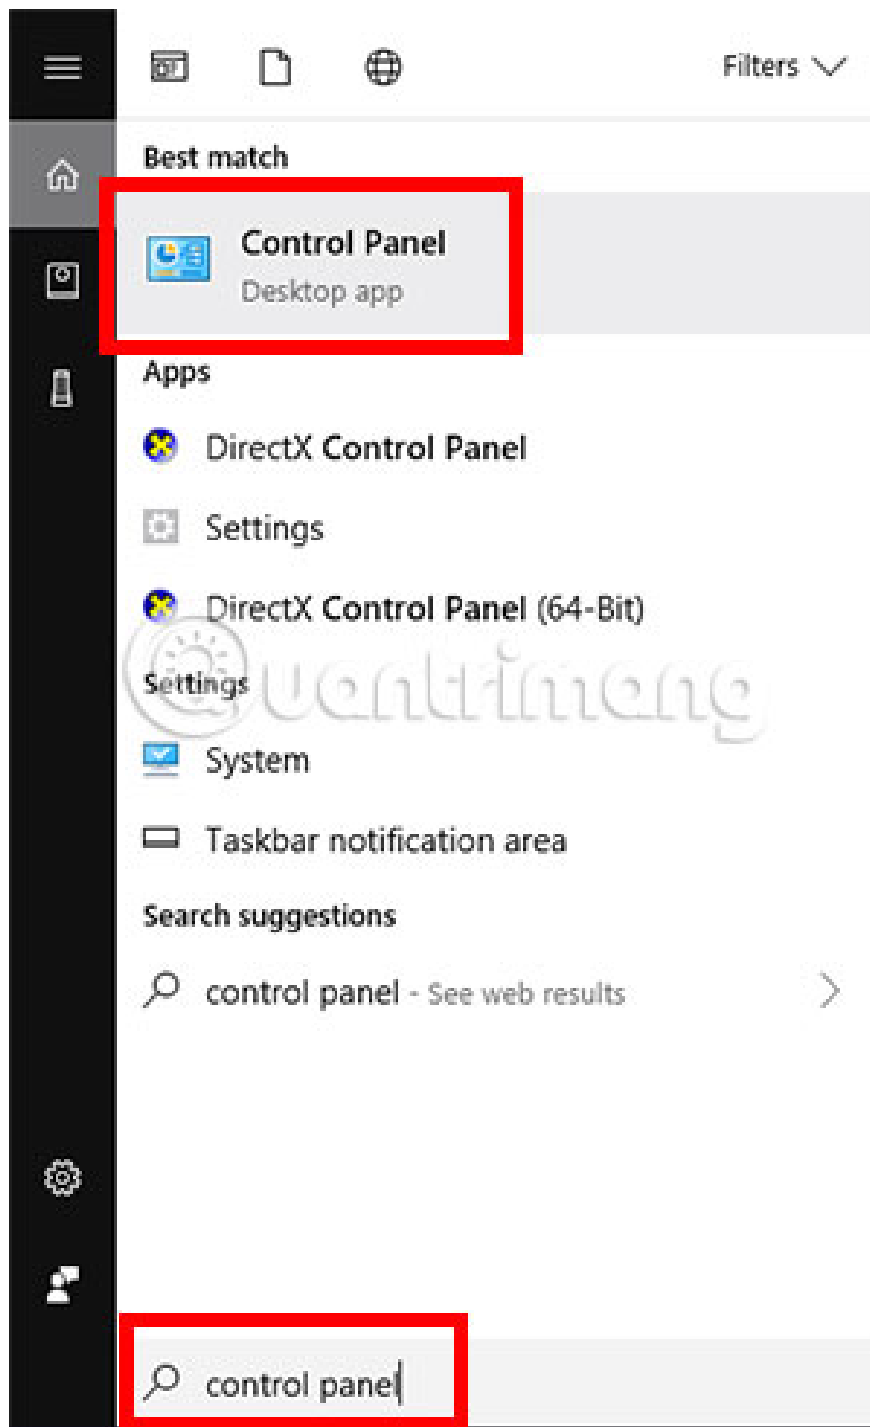 Filters
Best match
Control Panel
Desktop app
Apps
DirectX Control Panel
Settings
DirectX Control Panel (64-Bit)
Quantrimang
Settings
System
Taskbar notification area
Search suggestions
control panel - See web results
control panel